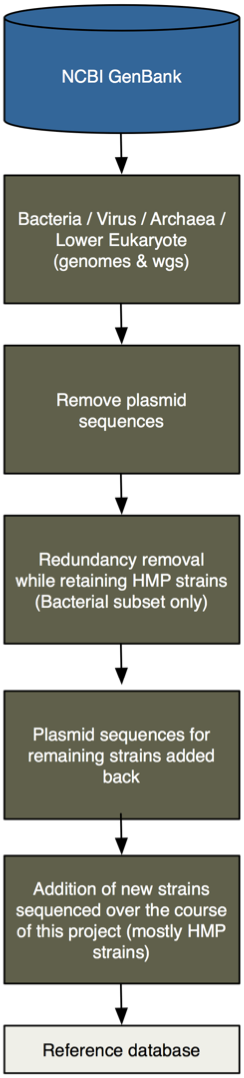 NCBI GenBank
Bacteria / Virus / Archaea /
Lower Eukaryote
(genomes & wgs)
Remove plasmid
sequences
Redundancy removal
while retaining HMP strains
(Bacterial subset only)
Plasmid sequences for
remaining strains added
back
Addition of new strains
sequenced over the course
of this project (mostly HMP
strains)
Reference database